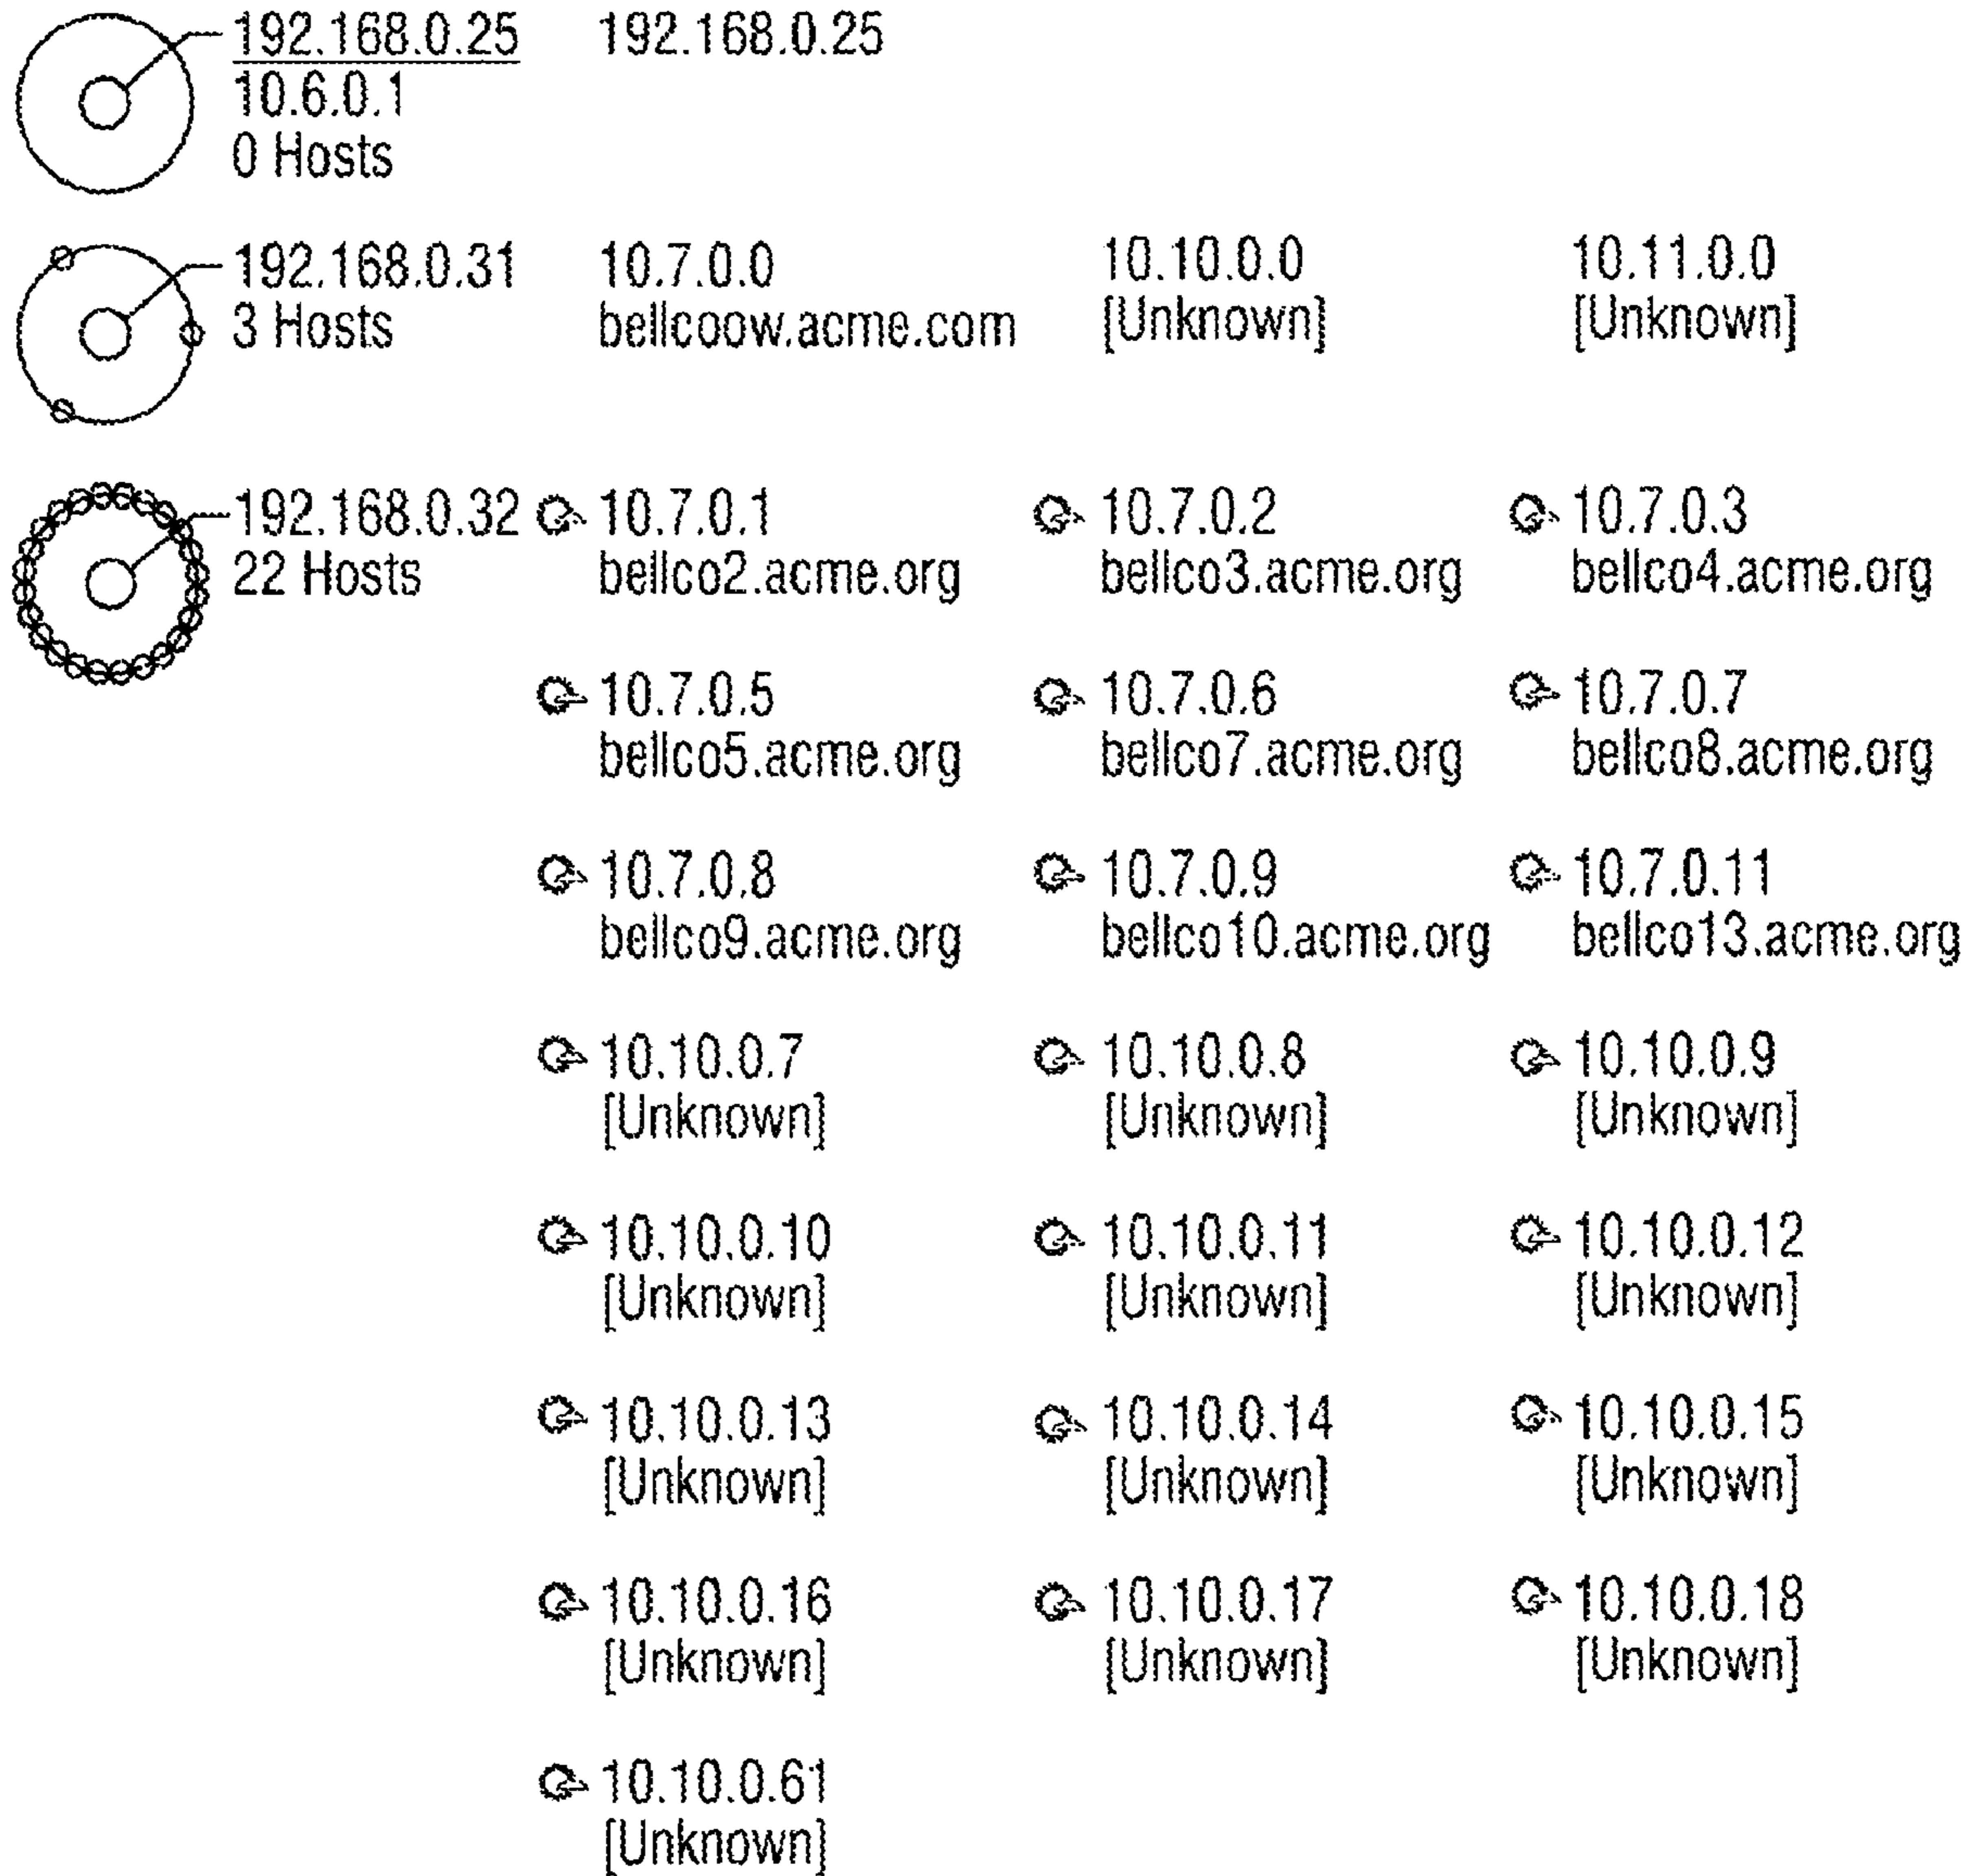 192.168.0.25 192.168.0.25
10.6.0.1
0 Hosts
192.168.0.31 10.7.0.0 10.10.0.0 10.11.0.0
3 Hosts bellcoow.acme.com [Unknown] [Unknown]
192.168.0.32 10.7.0.1 10.7.0.2 10.7.0.3
22 Hosts bellco2.acme.org bellco3.acme.org bellco4.acme.org
10.7.0.5 10.7.0.6 10.7.0.7
bellco5.acme.org bellco7.acme.org bellco8.acme.org
10.7.0.8 10.7.0.9 10.7.0.11
bellco9.acme.org bellco10.acme.org bellco13.acme.org
10.10.0.7 10.10.0.8 10.10.0.9
[Unknown] [Unknown] [Unknown]
10.10.0.10 10.10.0.11 10.10.0.12
[Unknown] [Unknown] [Unknown]
10.10.0.13 10.10.0.14 10.10.0.15
[Unknown] [Unknown] [Unknown]
10.10.0.16 10.10.0.17 10.10.0.18
[Unknown] [Unknown] [Unknown]
10.10.0.61
[Unknown]